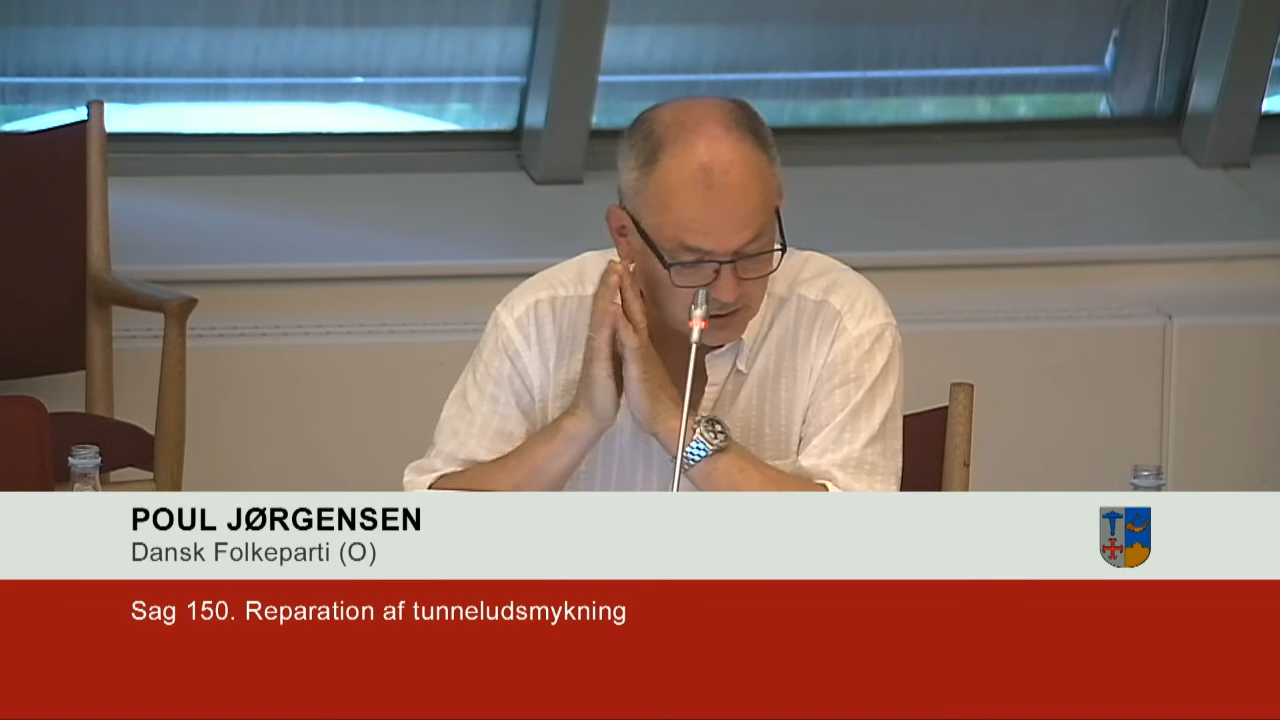 POUL JØRGENSEN
Dansk Folkeparti (O)
Sag 150. Reparation af tunneludsmykning